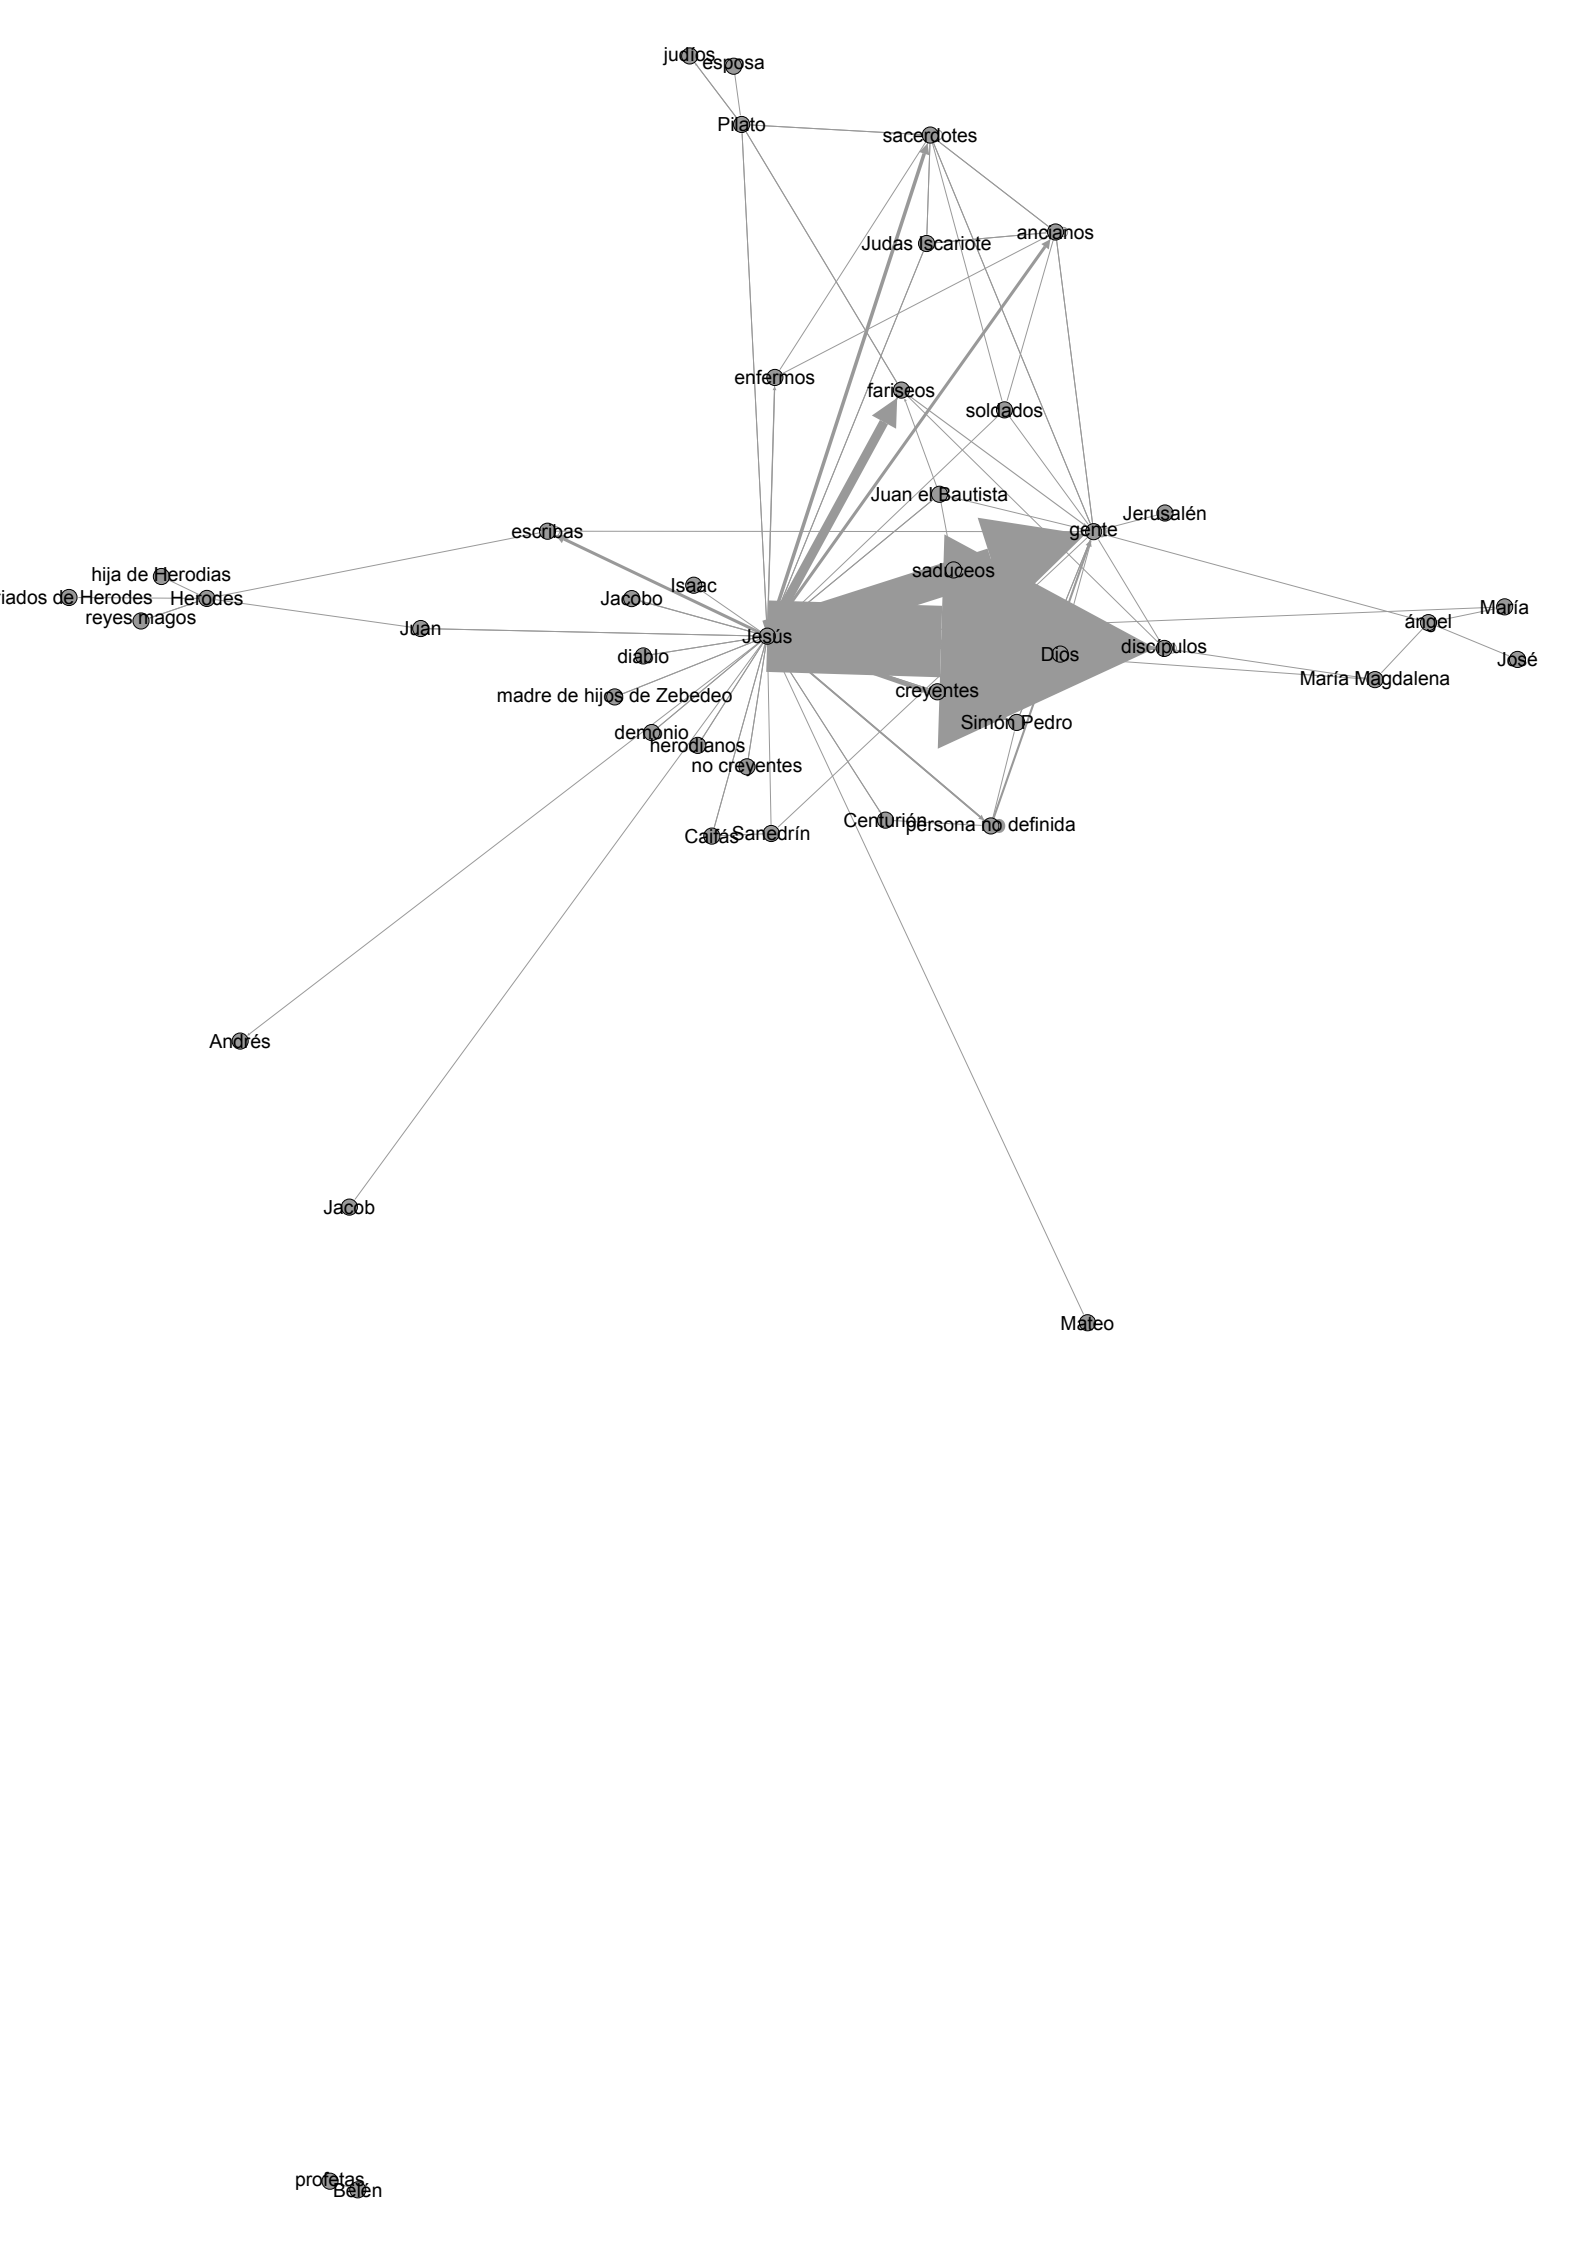 judíos
esposa
Pilato
sacerdotes
ancianos
Judas Iscariote
enfermos
fariseos
soldados
Juan el Bautista
Jerusalén
gente
escribas
saduceos
hija de Herodias
Isaac
riados de Herodes
Herodes
Jacobo
María
reyes magos
ángel
Juan
Jesús
discípulos
Dios
diablo
José
María Magdalena
creyentes
madre de hijos de Zebedeo
Simón Pedro
demonio
herodianos
no creyentes
Centurión
persona no definida
Caifás
Sanedrín
Andrés
Jacob
Mateo
profetas
Belén